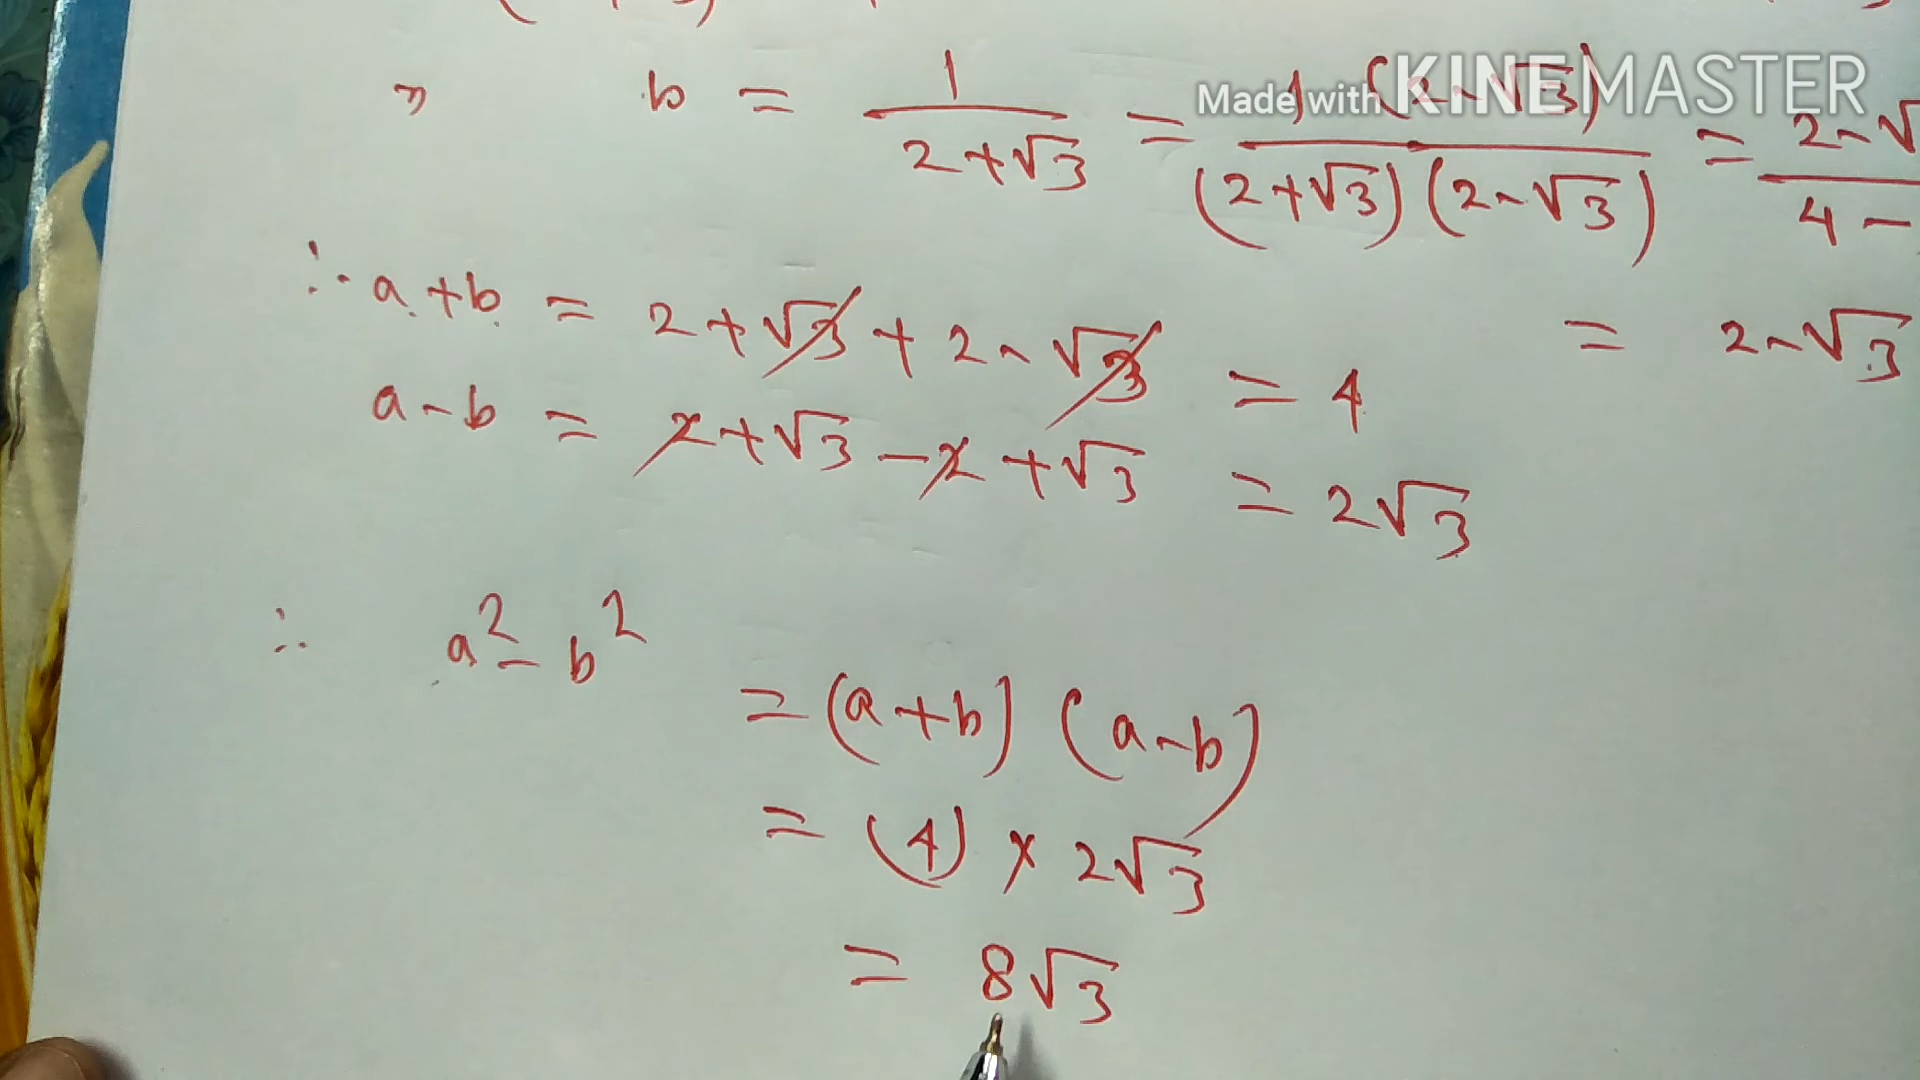 " b = 1/(2+√3) = 1(2-√3)/((2+√3)(2-√3)) = 2-√/4-
Made with KINEMASTER
∴ a+b = 2+√3+2-√3 = 4
= 2-√3
a-b = 2+√3-2+√3 = 2√3
∴ a²-b²
= (a+b) (a-b)
= (4) × 2√3
= 8√3